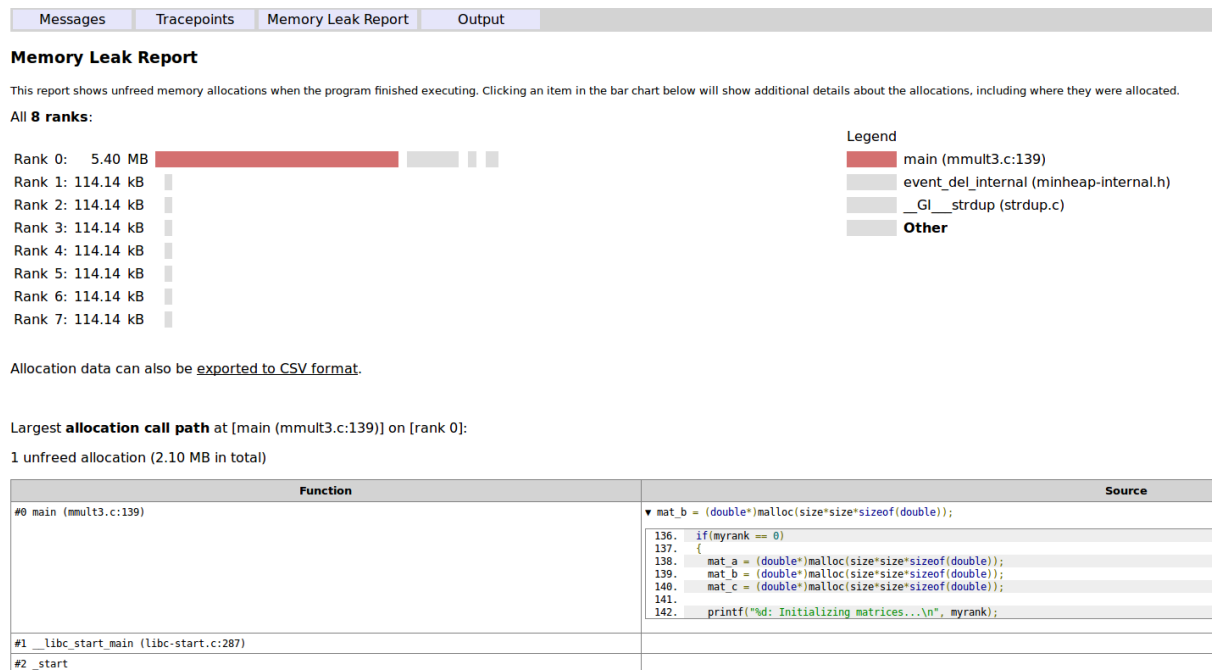 Messages Tracepoints Memory Leak Report Output
Memory Leak Report
This report shows unfreed memory allocations when the program finished executing. Clicking an item in the bar chart below will show additional details about the allocations, including where they were allocated.
All 8 ranks:
Legend
Rank 0: 5.40 MB
main (mmult3.c:139)
Rank 1: 114.14 kB
event_del_internal (minheap-internal.h)
Rank 2: 114.14 kB
__GI___strdup (strdup.c)
Rank 3: 114.14 kB
Other
Rank 4: 114.14 kB
Rank 5: 114.14 kB
Rank 6: 114.14 kB
Rank 7: 114.14 kB
Allocation data can also be exported to CSV format.
Largest allocation call path at [main (mmult3.c:139)] on [rank 0]:
1 unfreed allocation (2.10 MB in total)
Function Source
#0 main (mmult3.c:139)
▼ mat_b = (double*)malloc(size*size*sizeof(double));
136. if(myrank == 0)
137. {
138. mat_a = (double*)malloc(size*size*sizeof(double));
139. mat_b = (double*)malloc(size*size*sizeof(double));
140. mat_c = (double*)malloc(size*size*sizeof(double));
141.
142. printf("%d: Initializing matrices...\n", myrank);
#1 __libc_start_main (libc-start.c:287)
#2 _start